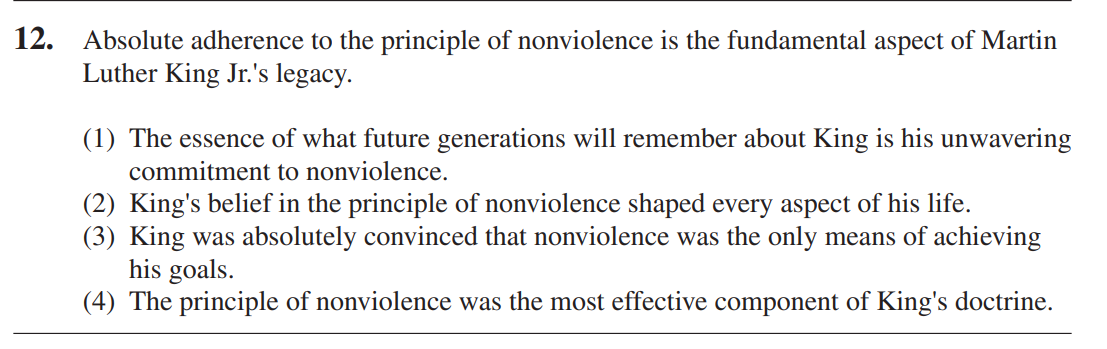 12. Absolute adherence to the principle of nonviolence is the fundamental aspect of Martin
Luther King Jr.'s legacy.
(1) The essence of what future generations will remember about King is his unwavering
commitment to nonviolence.
(2) King's belief in the principle of nonviolence shaped every aspect of his life.
(3) King was absolutely convinced that nonviolence was the only means of achieving
his goals.
(4) The principle of nonviolence was the most effective component of King's doctrine.